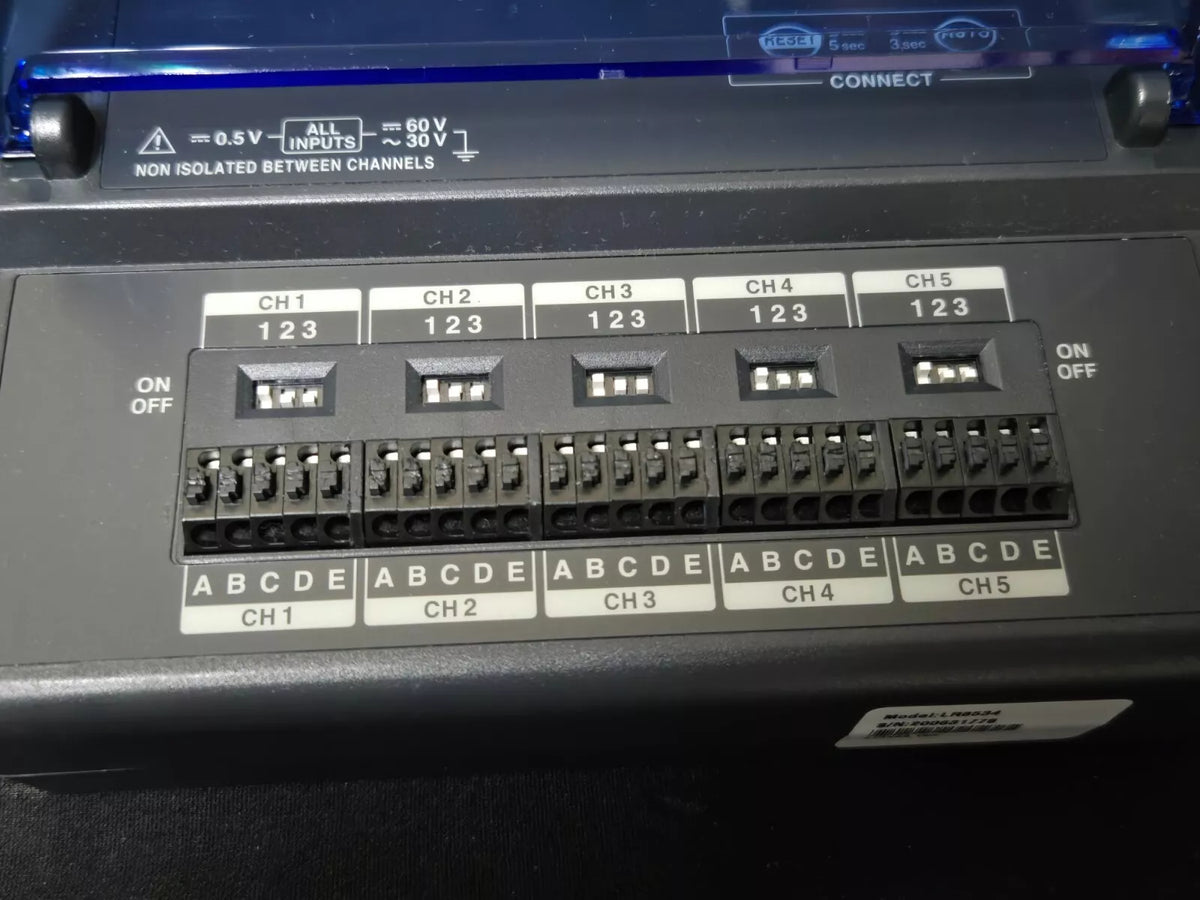 RESET 5 sec 3 sec AUTO
CONNECT
⎓ 0.5 V ALL INPUTS ⎓ 60 V ~ 30 V
NON ISOLATED BETWEEN CHANNELS
CH 1 CH 2 CH 3 CH 4 CH 5
1 2 3 1 2 3 1 2 3 1 2 3 1 2 3
ON ON
OFF OFF
A B C D E A B C D E A B C D E A B C D E A B C D E
CH 1 CH 2 CH 3 CH 4 CH 5
Model:LR8534